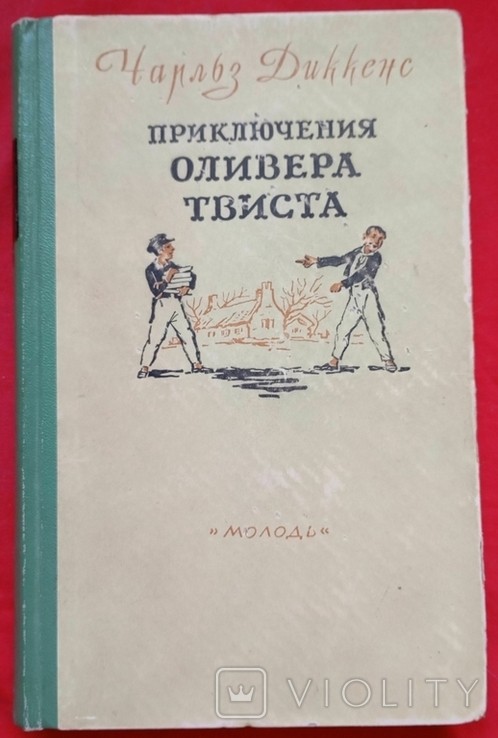 Чарльз Диккенс
ПРИКЛЮЧЕНИЯ
ОЛИВЕРА
ТВИСТА
„МОЛОДЬ“
VIOLITY